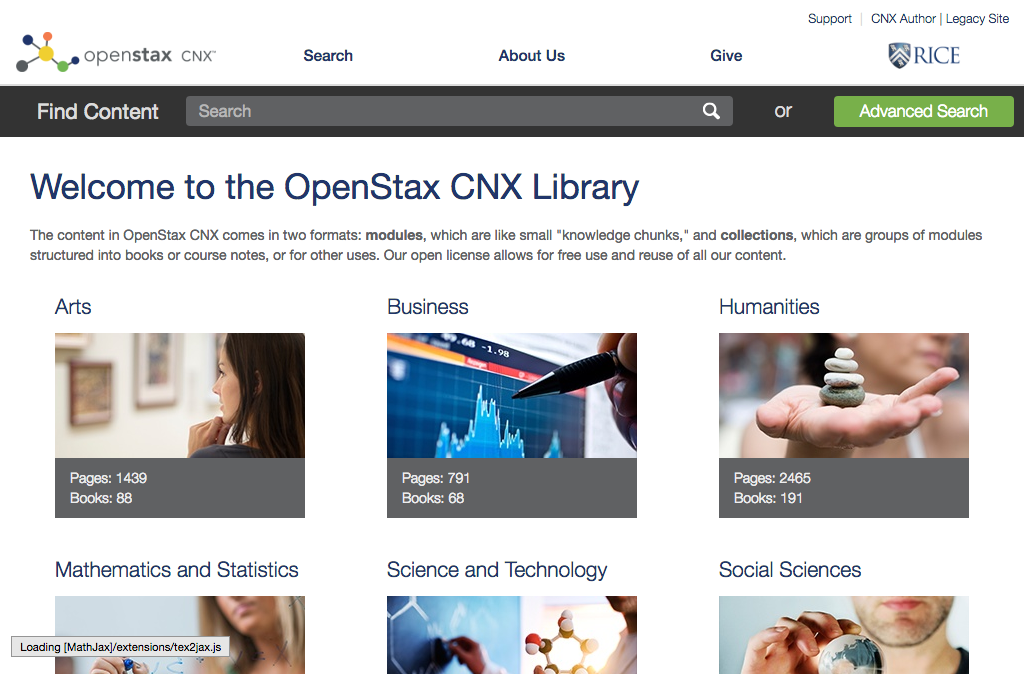 Support | CNX Author | Legacy Site
openstax CNX™
Search
About Us
Give
RICE
Find Content
Search
or
Advanced Search
Welcome to the OpenStax CNX Library
The content in OpenStax CNX comes in two formats: modules, which are like small "knowledge chunks," and collections, which are groups of modules
structured into books or course notes, or for other uses. Our open license allows for free use and reuse of all our content.
Arts
Business
Humanities
-1.98
Pages: 1439
Books: 88
Pages: 791
Books: 68
Pages: 2465
Books: 191
Mathematics and Statistics
Science and Technology
Social Sciences
Loading [MathJax]/extensions/tex2jax.js